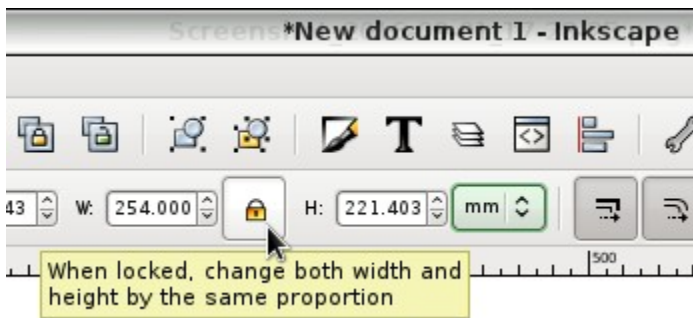 *New document 1 - Inkscape
43 W: 254.000 H: 221.403 mm
500
When locked, change both width and
height by the same proportion